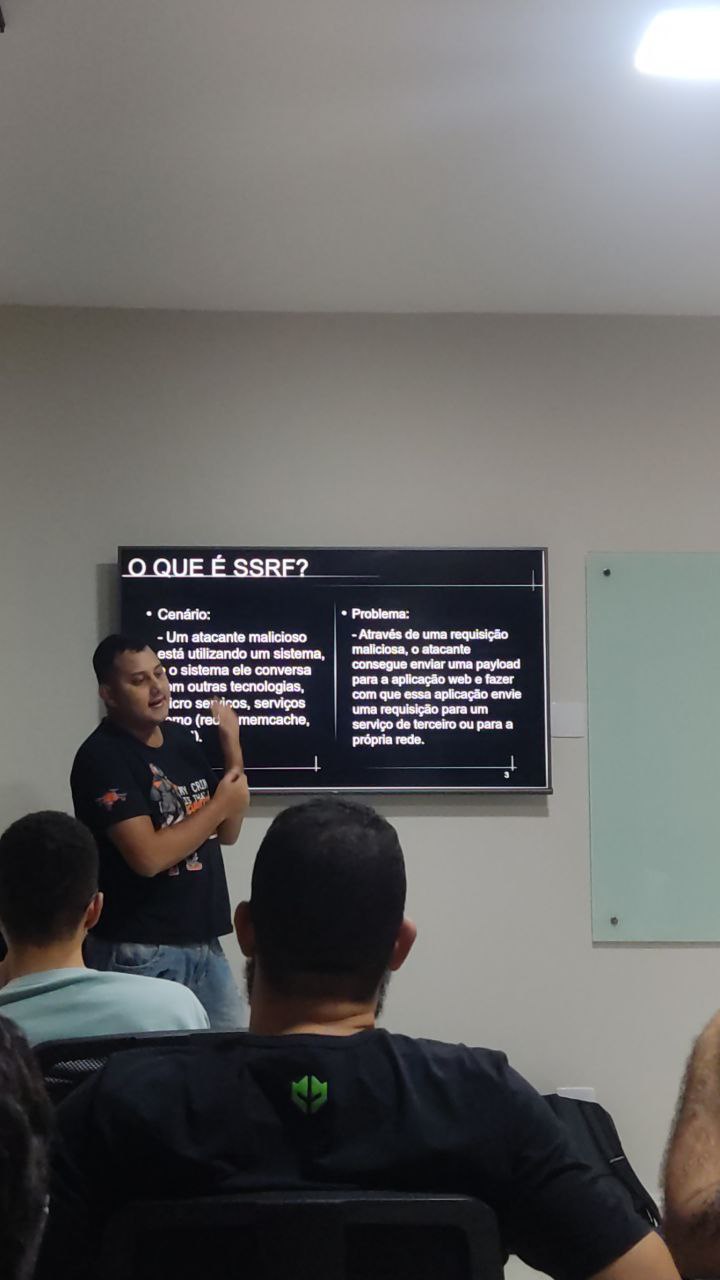 O QUE É SSRF?
• Cenário:
- Um atacante malicioso
está utilizando um sistema,
o sistema ele conversa
outras tecnologias,
serviços, serviços
memcache,
• Problema:
- Através de uma requisição
maliciosa, o atacante
consegue enviar uma payload
para a aplicação web e fazer
com que essa aplicação envie
uma requisição para um
serviço de terceiro ou para a
própria rede.
3
MY